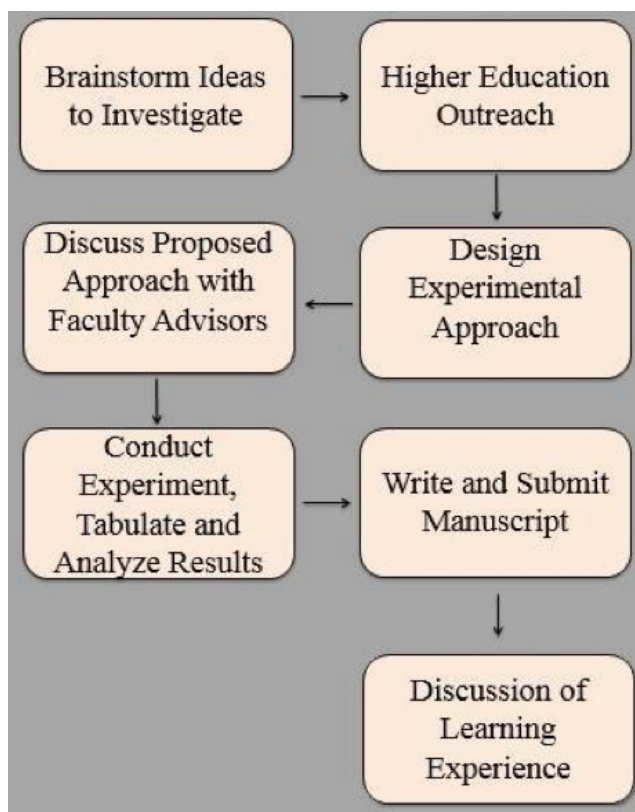 Brainstorm Ideas
to Investigate
Higher Education
Outreach
Design
Experimental
Approach
Discuss Proposed
Approach with
Faculty Advisors
Conduct
Experiment,
Tabulate and
Analyze Results
Write and Submit
Manuscript
Discussion of
Learning
Experience